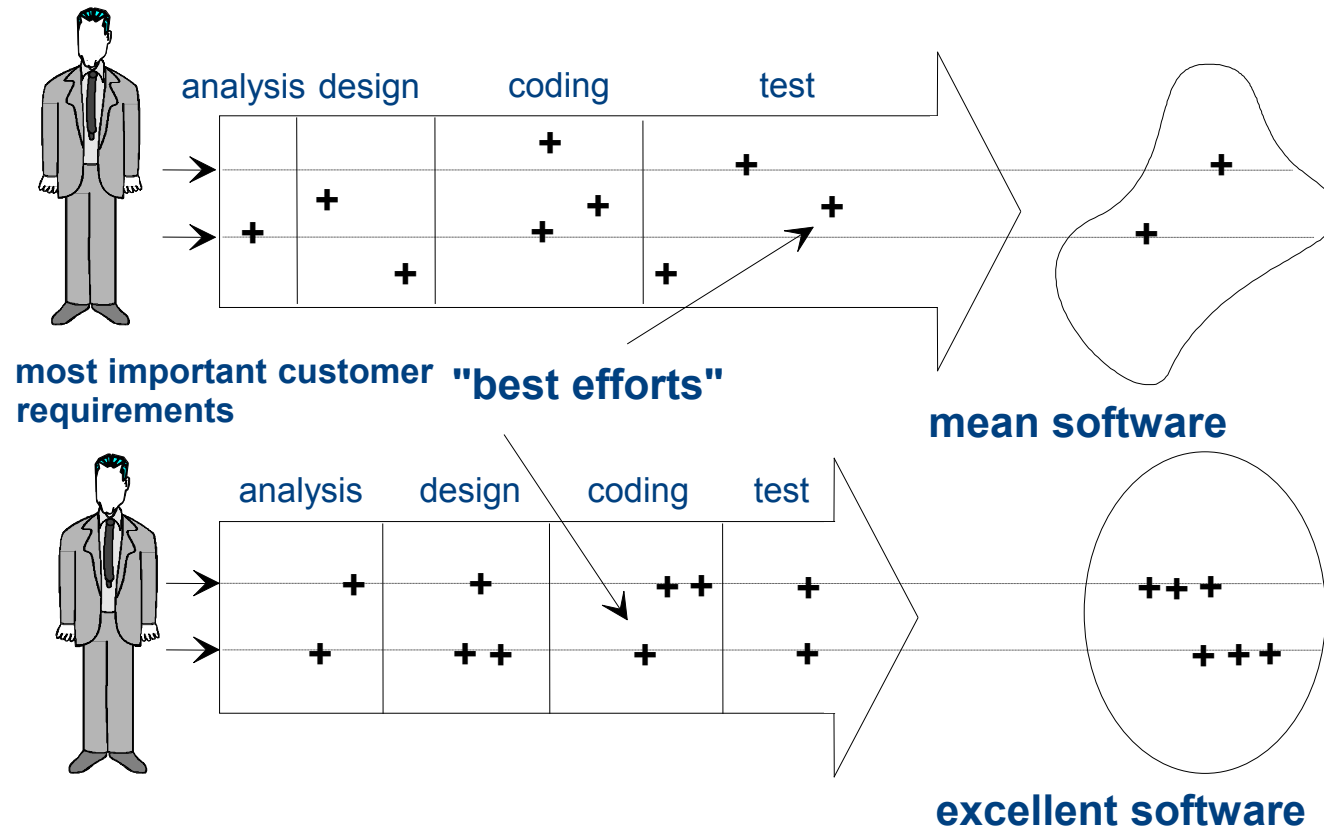 analysis design coding test
most important customer
requirements
"best efforts"
mean software
analysis design coding test
excellent software